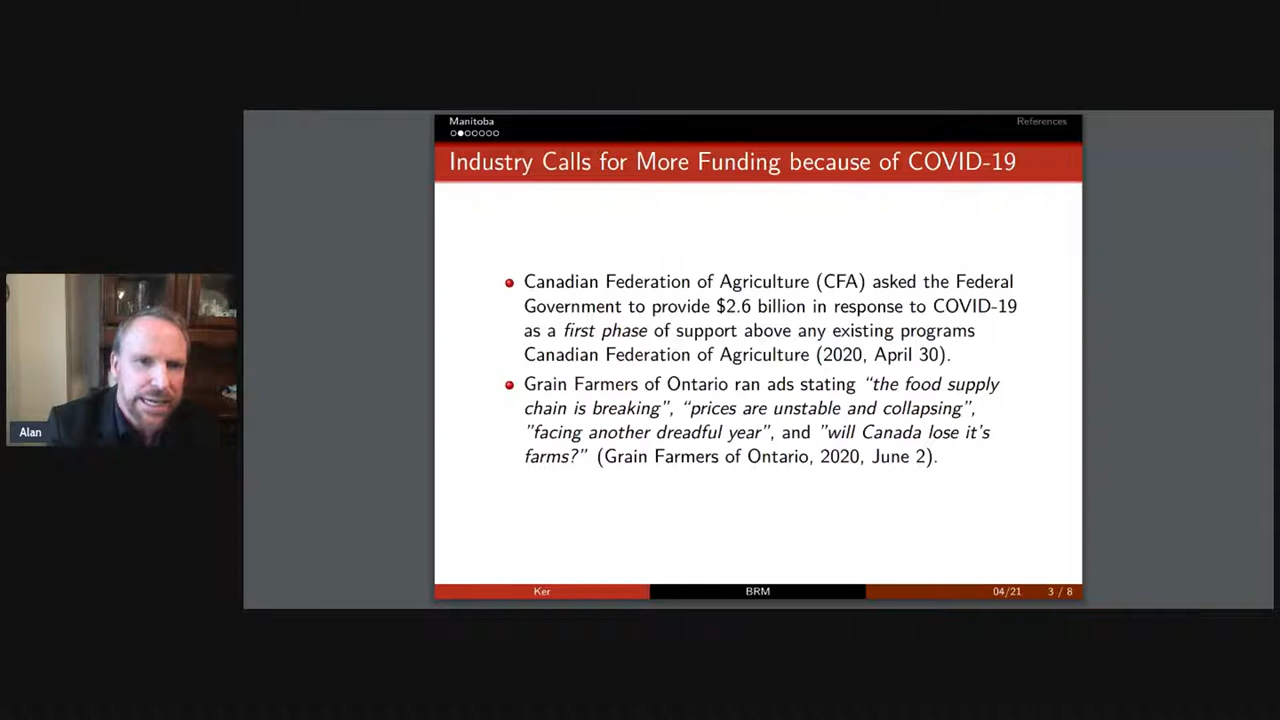 Manitoba
References
Industry Calls for More Funding because of COVID-19
Canadian Federation of Agriculture (CFA) asked the Federal
Government to provide $2.6 billion in response to COVID-19
as a first phase of support above any existing programs
Canadian Federation of Agriculture (2020, April 30).
Grain Farmers of Ontario ran ads stating “the food supply
chain is breaking”, “prices are unstable and collapsing”,
”facing another dreadful year”, and ”will Canada lose it's
farms?” (Grain Farmers of Ontario, 2020, June 2).
Alan
Ker
BRM
04/21
3 / 8